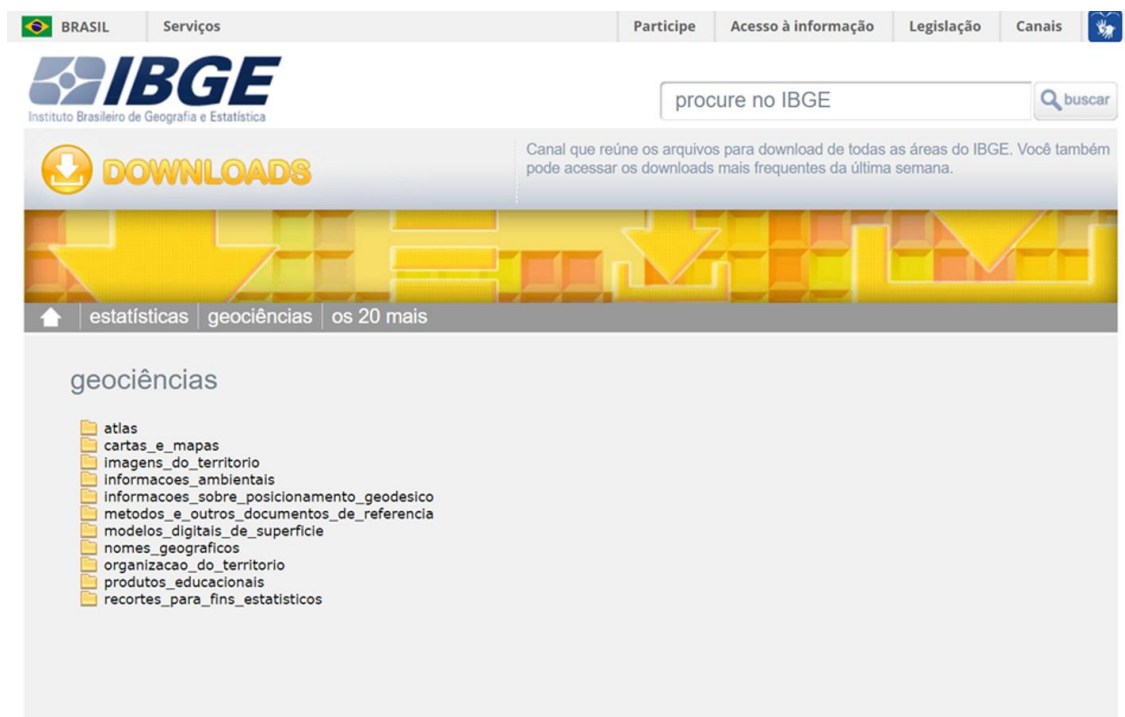 BRASIL Serviços Participe Acesso à informação Legislação Canais
IBGE
Instituto Brasileiro de Geografia e Estatística
procure no IBGE buscar
DOWNLOADS
Canal que reúne os arquivos para download de todas as áreas do IBGE. Você também
pode acessar os downloads mais frequentes da última semana.
estatísticas geociências os 20 mais
geociências
atlas
cartas_e_mapas
imagens_do_territorio
informacoes_ambientais
informacoes_sobre_posicionamento_geodesico
metodos_e_outros_documentos_de_referencia
modelos_digitais_de_superficie
nomes_geograficos
organizacao_do_territorio
produtos_educacionais
recortes_para_fins_estatisticos